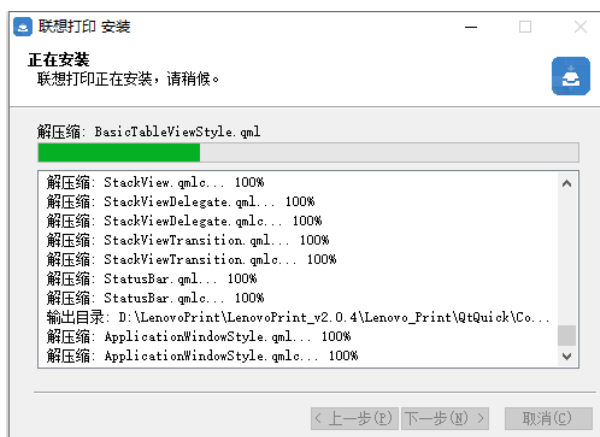 联想打印 安装
正在安装
联想打印正在安装，请稍候。
解压缩: BasicTableViewStyle.qml
解压缩: StackView.qmlc... 100%
解压缩: StackViewDelegate.qml... 100%
解压缩: StackViewDelegate.qmlc... 100%
解压缩: StackViewTransition.qml... 100%
解压缩: StackViewTransition.qmlc... 100%
解压缩: StatusBar.qml... 100%
解压缩: StatusBar.qmlc... 100%
输出目录: D:\LenovoPrint\LenovoPrint_v2.0.4\Lenovo_Print\QtQuick\Co...
解压缩: ApplicationWindowStyle.qml... 100%
解压缩: ApplicationWindowStyle.qmlc... 100%
< 上一步(P) 下一步(N) > 取消(C)